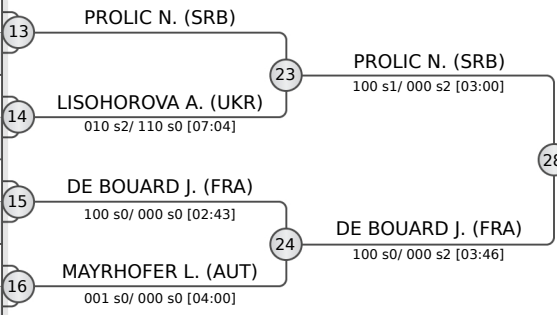 PROLIC N. (SRB)
13
23
PROLIC N. (SRB)
100 s1/ 000 s2 [03:00]
14
LISOHOROVA A. (UKR)
010 s2/ 110 s0 [07:04]
28
15
DE BOUARD J. (FRA)
100 s0/ 000 s0 [02:43]
24
DE BOUARD J. (FRA)
100 s0/ 000 s2 [03:46]
16
MAYRHOFER L. (AUT)
001 s0/ 000 s0 [04:00]